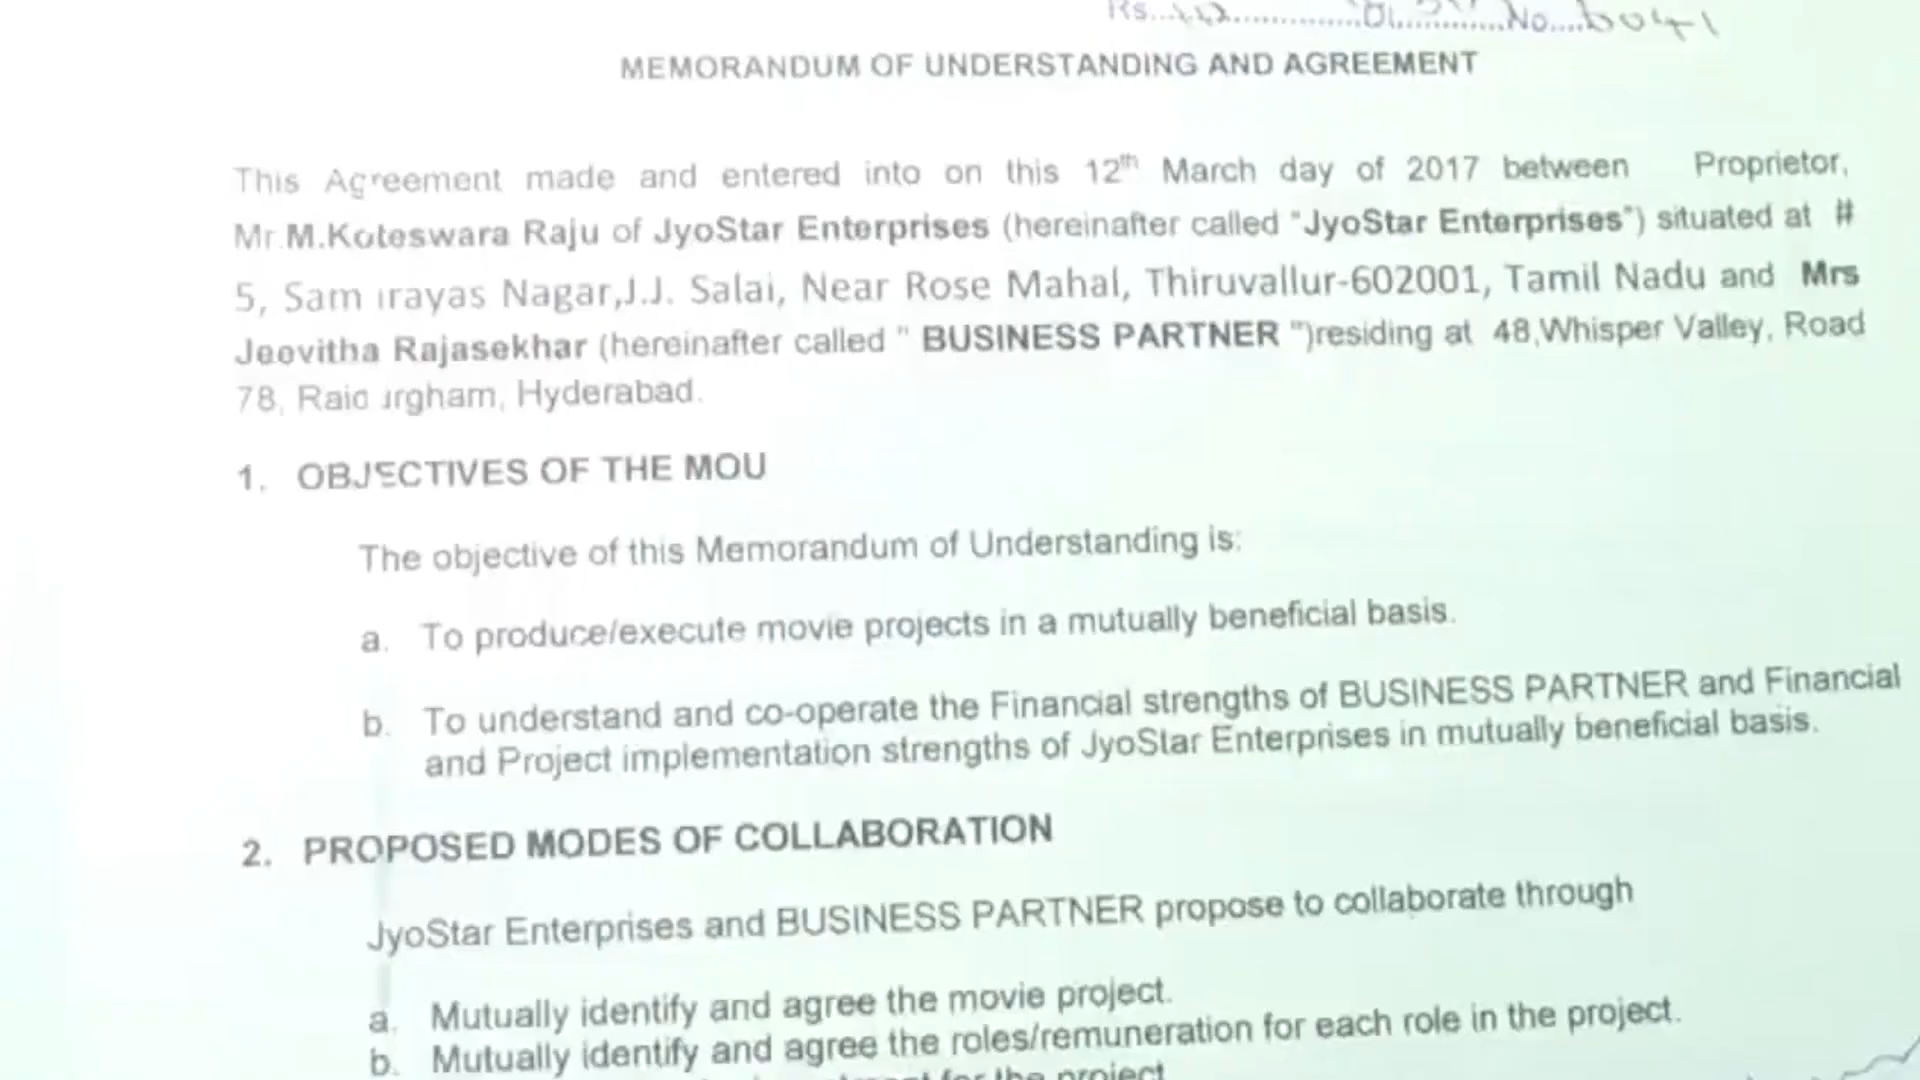 Rs............Dt............No....6041
MEMORANDUM OF UNDERSTANDING AND AGREEMENT
This Agreement made and entered into on this 12th March day of 2017 between Proprietor,
Mr.M.Koteswara Raju of JyoStar Enterprises (hereinafter called "JyoStar Enterprises") situated at #
5, Nagar,J.J. Salai, Near Rose Mahal, Thiruvallur-602001, Tamil Nadu and Mrs
Jeevitha Rajasekhar (hereinafter called " BUSINESS PARTNER ")residing at 48,Whisper Valley, Road
78, Hyderabad.
1. OBJECTIVES OF THE MOU
The objective of this Memorandum of Understanding is:
a. To produce/execute movie projects in a mutually beneficial basis.
b. To understand and co-operate the Financial strengths of BUSINESS PARTNER and Financial
and Project implementation strengths of JyoStar Enterprises in mutually beneficial basis.
2. PROPOSED MODES OF COLLABORATION
JyoStar Enterprises and BUSINESS PARTNER propose to collaborate through
a. Mutually identify and agree the movie project.
b. Mutually identify and agree the roles/remuneration for each role in the project.
for the project